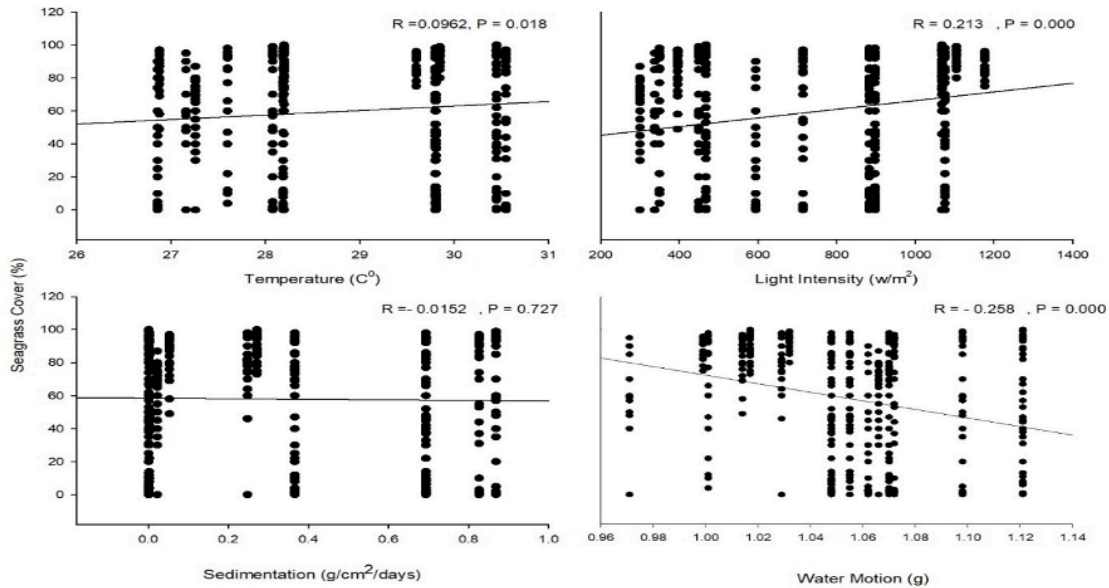 R =0.0962, P = 0.018
R = 0.213 , P = 0.000
120
100
80
60
40
20
0
26 27 28 29 30 31
200 400 600 800 1000 1200 1400
Temperature (C⁰)
Light Intensity (w/m²)
Seagrass Cover (%)
R =- 0.0152 , P = 0.727
R = - 0.258 , P = 0.000
120
100
80
60
40
20
0
0.0 0.2 0.4 0.6 0.8 1.0
0.96 0.98 1.00 1.02 1.04 1.06 1.08 1.10 1.12 1.14
Sedimentation (g/cm²/days)
Water Motion (g)